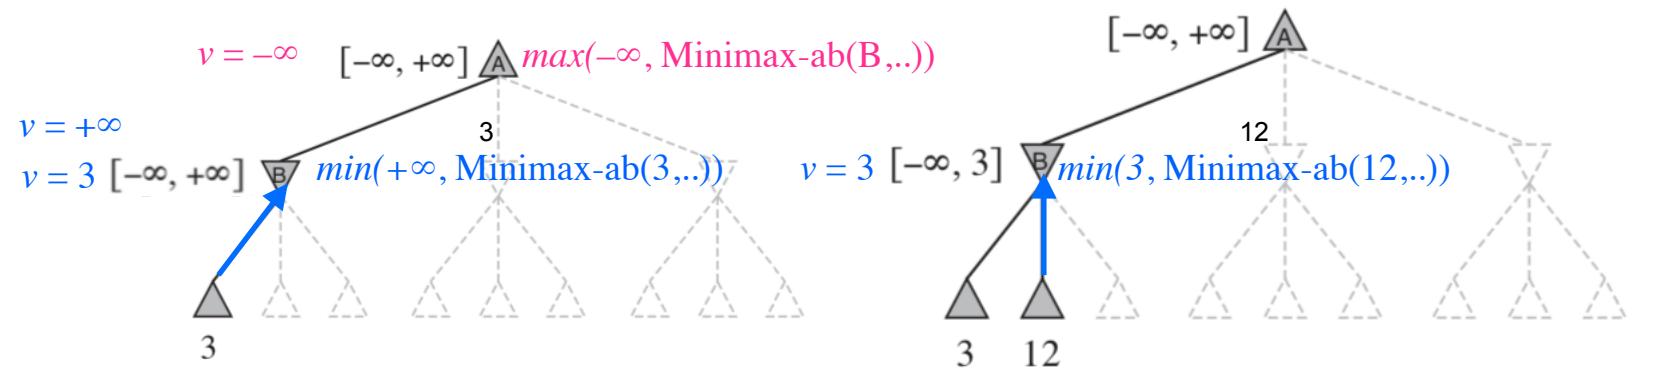 v = –∞ [–∞, +∞] A max(–∞, Minimax-ab(B,..))
v = +∞
3
v = 3 [–∞, +∞] B min(+∞, Minimax-ab(3,..))
3
[–∞, +∞] A
12
v = 3 [–∞, 3] B min(3, Minimax-ab(12,..))
3 12